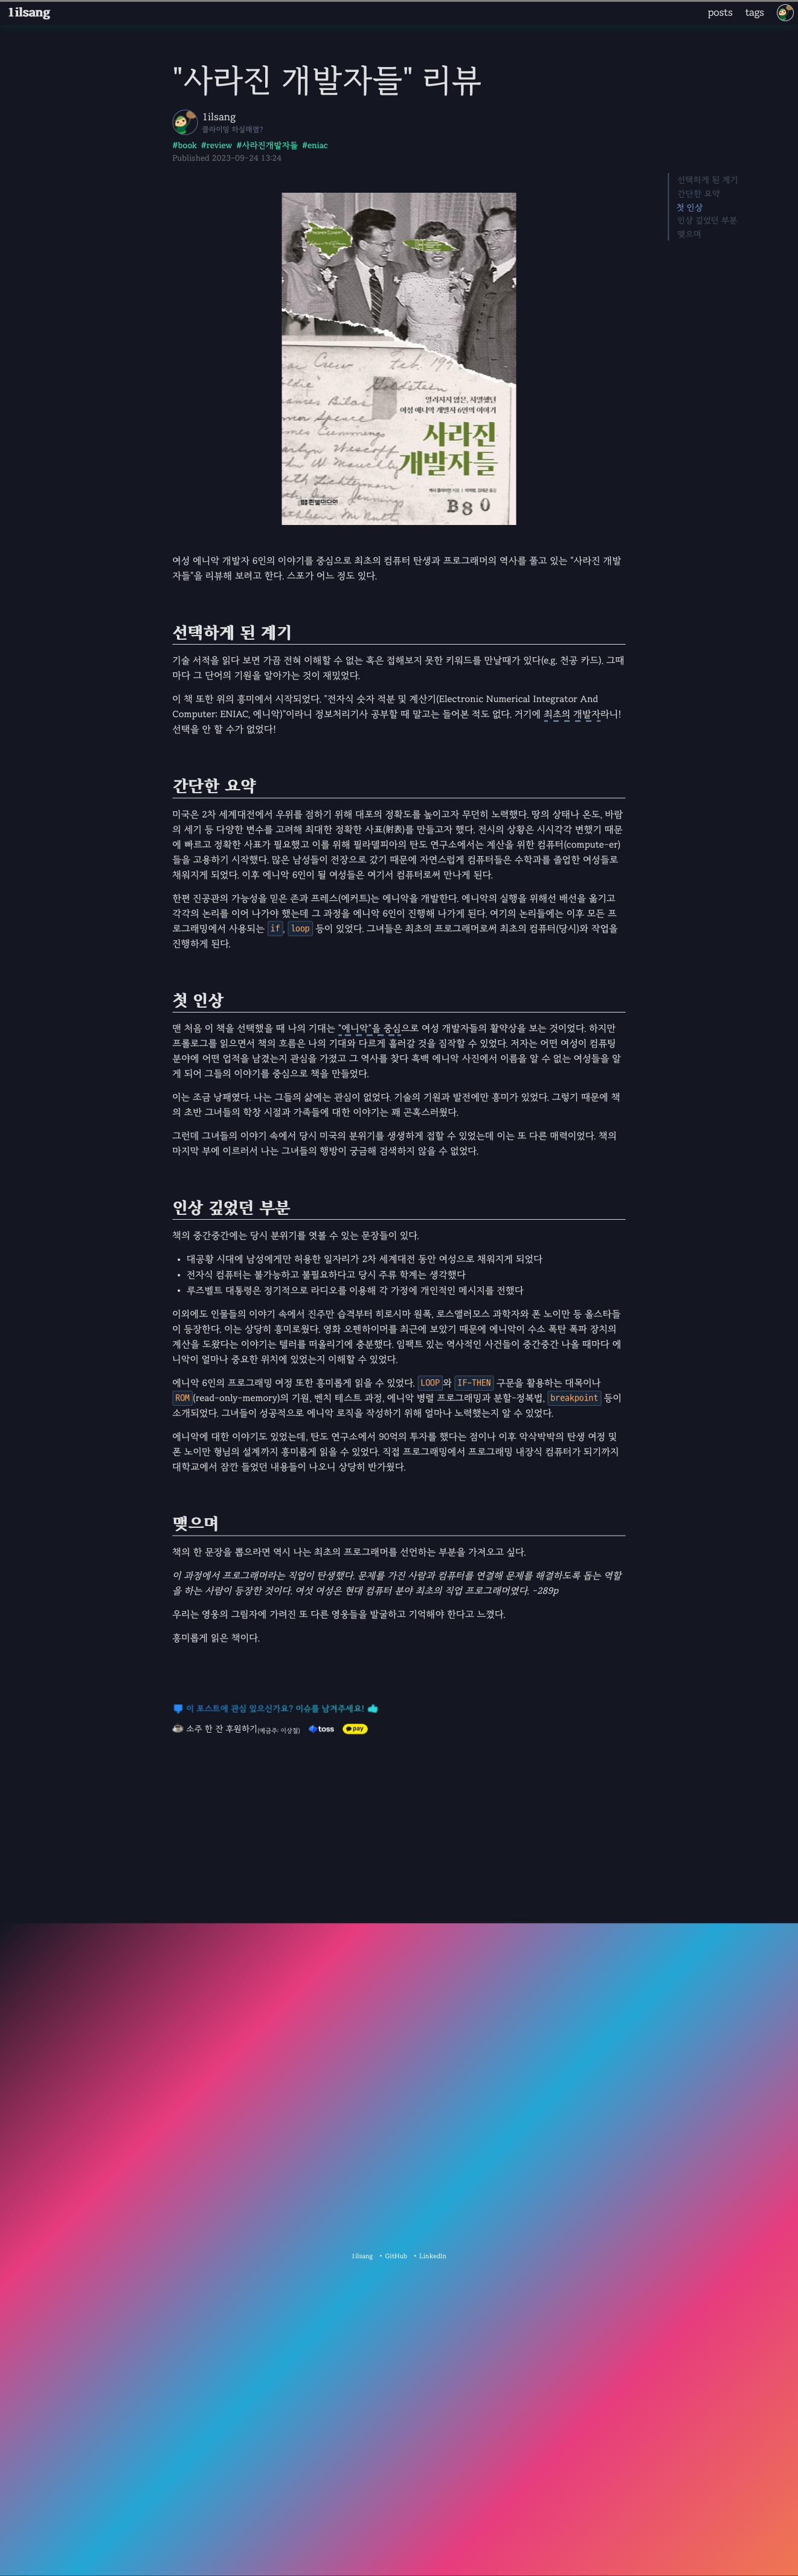 1ilsang
posts tags
"사라진 개발자들" 리뷰
1ilsang
클라이밍 하실래염?
#book #review #사라진개발자들 #eniac
Published 2023-09-24 13:24
선택하게 된 계기
간단한 요약
첫 인상
인상 깊었던 부분
맺으며
알려지지 않은, 치열했던
여성 에니악 개발자 6인의 이야기
사라진
개발자들
한빛미디어
여성 에니악 개발자 6인의 이야기를 중심으로 최초의 컴퓨터 탄생과 프로그래머의 역사를 풀고 있는 "사라진 개발
자들"을 리뷰해 보려고 한다. 스포가 어느 정도 있다.
선택하게 된 계기
기술 서적을 읽다 보면 가끔 전혀 이해할 수 없는 혹은 접해보지 못한 키워드를 만날때가 있다(e.g. 천공 카드). 그때
마다 그 단어의 기원을 알아가는 것이 재밌었다.
이 책 또한 위의 흥미에서 시작되었다. "전자식 숫자 적분 및 계산기(Electronic Numerical Integrator And
Computer; ENIAC, 에니악)"이라니 정보처리기사 공부할 때 말고는 들어본 적도 없다. 거기에 최초의 개발자라니!
선택을 안 할 수가 없었다!
간단한 요약
미국은 2차 세계대전에서 우위를 점하기 위해 대포의 정확도를 높이고자 무던히 노력했다. 땅의 상태나 온도, 바람
의 세기 등 다양한 변수를 고려해 최대한 정확한 사표(射表)를 만들고자 했다. 전시의 상황은 시시각각 변했기 때문
에 빠르고 정확한 사표가 필요했고 이를 위해 필라델피아의 탄도 연구소에서는 계산을 위한 컴퓨터(compute-er)
들을 고용하기 시작했다. 많은 남성들이 전장으로 갔기 때문에 자연스럽게 컴퓨터들은 수학과를 졸업한 여성들로
채워지게 되었다. 이후 에니악 6인이 될 여성들은 여기서 컴퓨터로써 만나게 된다.
한편 진공관의 가능성을 믿은 존과 프레스(에커트)는 에니악을 개발한다. 에니악의 실행을 위해선 배선을 옮기고
각각의 논리를 이어 나가야 했는데 그 과정을 에니악 6인이 진행해 나가게 된다. 여기의 논리들에는 이후 모든 프
로그래밍에서 사용되는 if, loop 등이 있었다. 그녀들은 최초의 프로그래머로써 최초의 컴퓨터(당시)와 작업을
진행하게 된다.
첫 인상
맨 처음 이 책을 선택했을 때 나의 기대는 "에니악"을 중심으로 여성 개발자들의 활약상을 보는 것이었다. 하지만
프롤로그를 읽으면서 책의 흐름은 나의 기대와 다르게 흘러갈 것을 짐작할 수 있었다. 저자는 어떤 여성이 컴퓨팅
분야에 어떤 업적을 남겼는지 관심을 가졌고 그 역사를 찾다 흑백 에니악 사진에서 이름을 알 수 없는 여성들을 알
게 되어 그들의 이야기를 중심으로 책을 만들었다.
이는 조금 낭패였다. 나는 그들의 삶에는 관심이 없었다. 기술의 기원과 발전에만 흥미가 있었다. 그렇기 때문에 책
의 초반 그녀들의 학창 시절과 가족들에 대한 이야기는 꽤 곤혹스러웠다.
그런데 그녀들의 이야기 속에서 당시 미국의 분위기를 생생하게 접할 수 있었는데 이는 또 다른 매력이었다. 책의
마지막 부에 이르러서 나는 그녀들의 행방이 궁금해 검색하지 않을 수 없었다.
인상 깊었던 부분
책의 중간중간에는 당시 분위기를 엿볼 수 있는 문장들이 있다.
• 대공황 시대에 남성에게만 허용한 일자리가 2차 세계대전 동안 여성으로 채워지게 되었다
• 전자식 컴퓨터는 불가능하고 불필요하다고 당시 주류 학계는 생각했다
• 루즈벨트 대통령은 정기적으로 라디오를 이용해 각 가정에 개인적인 메시지를 전했다
이외에도 인물들의 이야기 속에서 진주만 습격부터 히로시마 원폭, 로스앨러모스 과학자와 폰 노이만 등 올스타들
이 등장한다. 이는 상당히 흥미로웠다. 영화 오펜하이머를 최근에 보았기 때문에 에니악이 수소 폭탄 폭파 장치의
계산을 도왔다는 이야기는 텔러를 떠올리기에 충분했다. 임팩트 있는 역사적인 사건들이 중간중간 나올 때마다 에
니악이 얼마나 중요한 위치에 있었는지 이해할 수 있었다.
에니악 6인의 프로그래밍 여정 또한 흥미롭게 읽을 수 있었다. LOOP와 IF-THEN 구문을 활용하는 대목이나
ROM(read-only-memory)의 기원, 벤치 테스트 과정, 에니악 병렬 프로그래밍과 분할-정복법, breakpoint 등이
소개되었다. 그녀들이 성공적으로 에니악 로직을 작성하기 위해 얼마나 노력했는지 알 수 있었다.
에니악에 대한 이야기도 있었는데, 탄도 연구소에서 90억의 투자를 했다는 점이나 이후 악삭박박의 탄생 여정 및
폰 노이만 형님의 설계까지 흥미롭게 읽을 수 있었다. 직접 프로그래밍에서 프로그래밍 내장식 컴퓨터가 되기까지
대학교에서 잠깐 들었던 내용들이 나오니 상당히 반가웠다.
맺으며
책의 한 문장을 뽑으라면 역시 나는 최초의 프로그래머를 선언하는 부분을 가져오고 싶다.
이 과정에서 프로그래머라는 직업이 탄생했다. 문제를 가진 사람과 컴퓨터를 연결해 문제를 해결하도록 돕는 역할
을 하는 사람이 등장한 것이다. 여섯 여성은 현대 컴퓨터 분야 최초의 직업 프로그래머였다. -289p
우리는 영웅의 그림자에 가려진 또 다른 영웅들을 발굴하고 기억해야 한다고 느꼈다.
흥미롭게 읽은 책이다.
이 포스트에 관심 있으신가요? 이슈를 남겨주세요!
소주 한 잔 후원하기(예금주: 이상철) toss pay
1ilsang • GitHub • LinkedIn